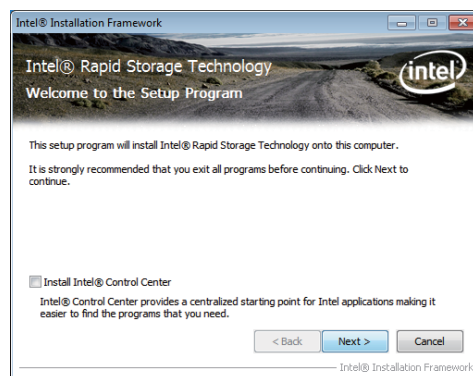 Intel® Installation Framework
Intel® Rapid Storage Technology
Welcome to the Setup Program
intel
This setup program will install Intel® Rapid Storage Technology onto this computer.
It is strongly recommended that you exit all programs before continuing. Click Next to
continue.
Install Intel® Control Center
Intel® Control Center provides a centralized starting point for Intel applications making it
easier to find the programs that you need.
< Back Next > Cancel
Intel® Installation Framework